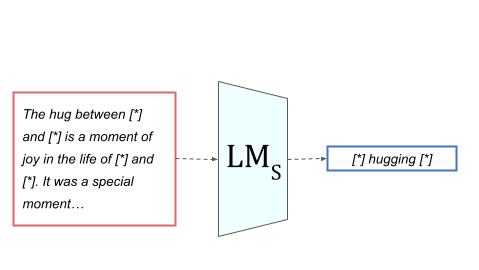 The hug between [*]
and [*] is a moment of
joy in the life of [*] and
[*]. It was a special
moment…
LM_S
[*] hugging [*]